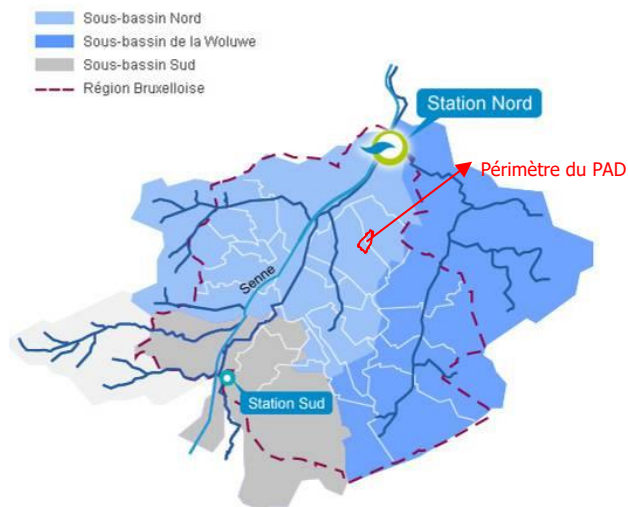 Sous-bassin Nord
Sous-bassin de la Woluwe
Sous-bassin Sud
Région Bruxelloise
Station Nord
Périmètre du PAD
Senne
Station Sud